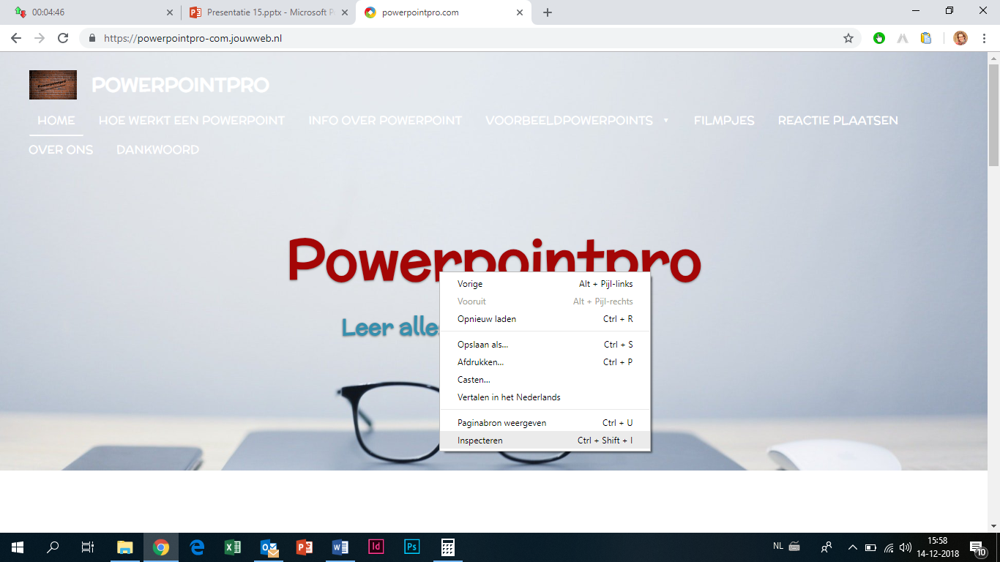 00:04:46
Presentatie 15.pptx - Microsoft P
powerpointpro.com
https://powerpointpro-com.jouwweb.nl
POWERPOINTPRO
HOME HOE WERKT EEN POWERPOINT INFO OVER POWERPOINT VOORBEELDPOWERPOINTS FILMPJES REACTIE PLAATSEN
OVER ONS DANKWOORD
Powerpointpro
Leer alle
Vorige Alt + Pijl-links
Vooruit Alt + Pijl-rechts
Opnieuw laden Ctrl + R
Opslaan als... Ctrl + S
Afdrukken... Ctrl + P
Casten...
Vertalen in het Nederlands
Paginabron weergeven Ctrl + U
Inspecteren Ctrl + Shift + I
NL
15:58
14-12-2018
10